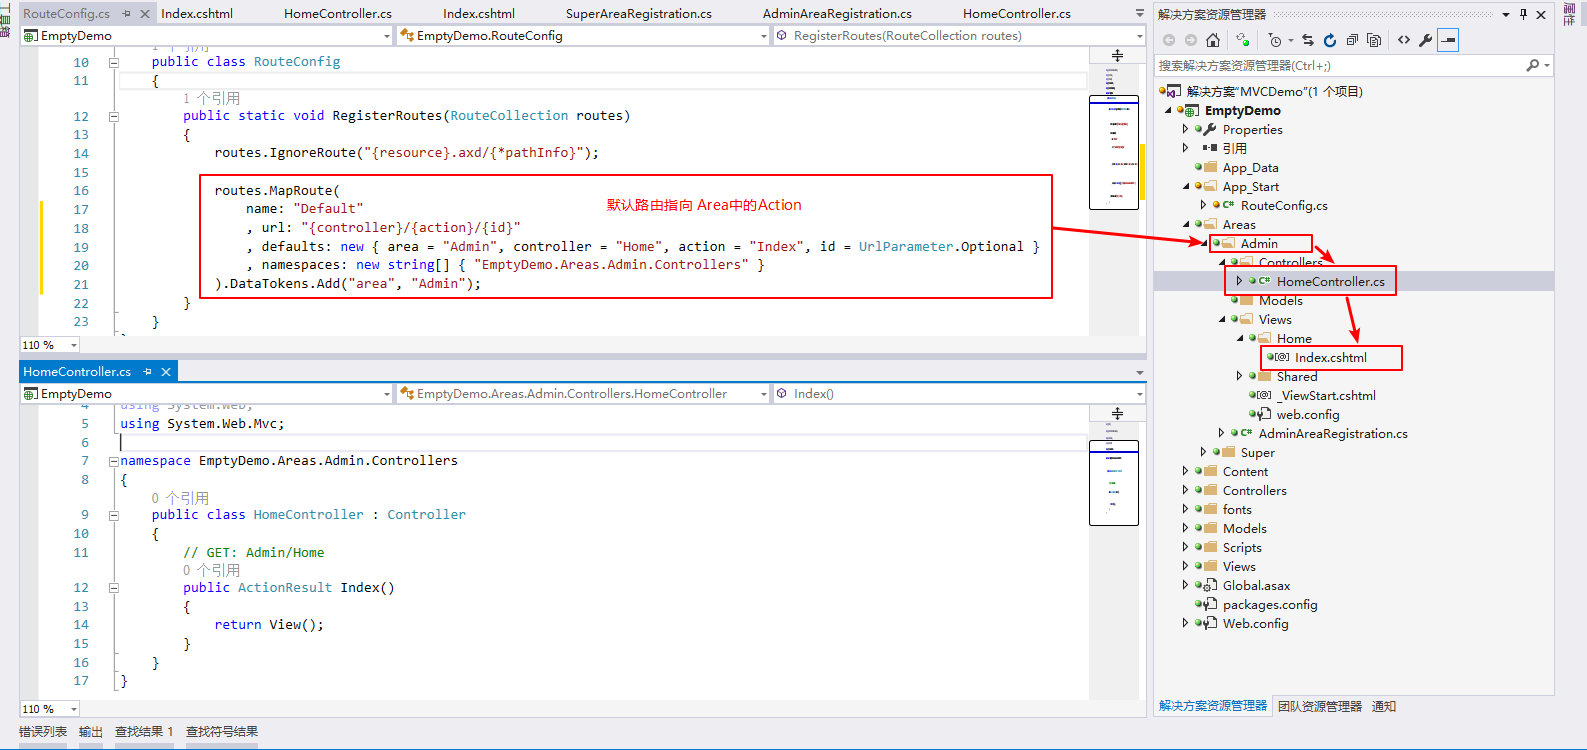 RouteConfig.cs
Index.cshtml
HomeController.cs
Index.cshtml
SuperAreaRegistration.cs
AdminAreaRegistration.cs
HomeController.cs
EmptyDemo
EmptyDemo.RouteConfig
RegisterRoutes(RouteCollection routes)
1 个引用
10 public class RouteConfig
11 {
1 个引用
12 public static void RegisterRoutes(RouteCollection routes)
13 {
14 routes.IgnoreRoute("{resource}.axd/{*pathInfo}");
15
16 routes.MapRoute(
17 name: "Default"
默认路由指向 Area中的Action
18 , url: "{controller}/{action}/{id}"
19 , defaults: new { area = "Admin", controller = "Home", action = "Index", id = UrlParameter.Optional }
20 , namespaces: new string[] { "EmptyDemo.Areas.Admin.Controllers" }
21 ).DataTokens.Add("area", "Admin");
22 }
23 }
110 %
HomeController.cs
EmptyDemo
EmptyDemo.Areas.Admin.Controllers.HomeController
Index()
4 using System.Web;
5 using System.Web.Mvc;
6
7 namespace EmptyDemo.Areas.Admin.Controllers
8 {
0 个引用
9 public class HomeController : Controller
10 {
11 // GET: Admin/Home
0 个引用
12 public ActionResult Index()
13 {
14 return View();
15 }
16 }
17 }
110 %
错误列表 输出 查找结果 1 查找符号结果
解决方案资源管理器
搜索解决方案资源管理器(Ctrl+;)
解决方案"MVCDemo"(1 个项目)
EmptyDemo
Properties
引用
App_Data
App_Start
C# RouteConfig.cs
Areas
Admin
Controllers
C# HomeController.cs
Models
Views
Home
[@] Index.cshtml
Shared
[@] _ViewStart.cshtml
web.config
C# AdminAreaRegistration.cs
Super
Content
Controllers
fonts
Models
Scripts
Views
Global.asax
packages.config
Web.config
解决方案资源管理器 团队资源管理器 通知
属性